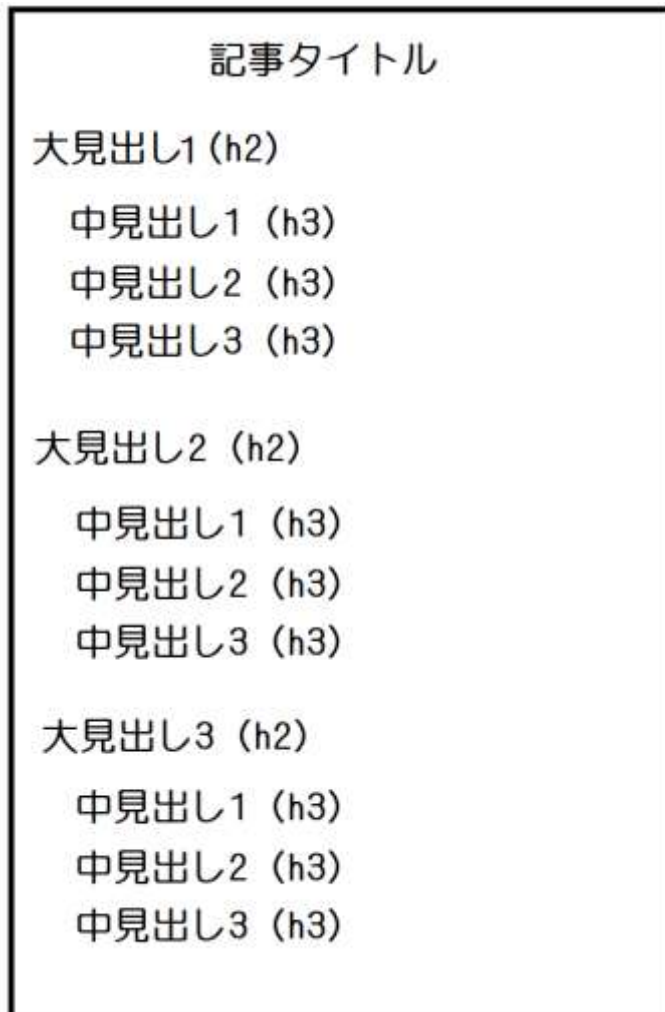 記事タイトル
大見出し1(h2)
中見出し1 (h3)
中見出し2 (h3)
中見出し3 (h3)
大見出し2 (h2)
中見出し1 (h3)
中見出し2 (h3)
中見出し3 (h3)
大見出し3 (h2)
中見出し1 (h3)
中見出し2 (h3)
中見出し3 (h3)